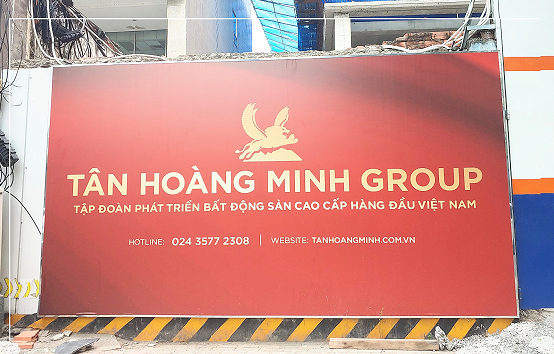 TÂN HOÀNG MINH GROUP
TẬP ĐOÀN PHÁT TRIỂN BẤT ĐỘNG SẢN CAO CẤP HÀNG ĐẦU VIỆT NAM
HOTLINE: 024 3577 2308 | WEBSITE: TANHOANGMINH.COM.VN